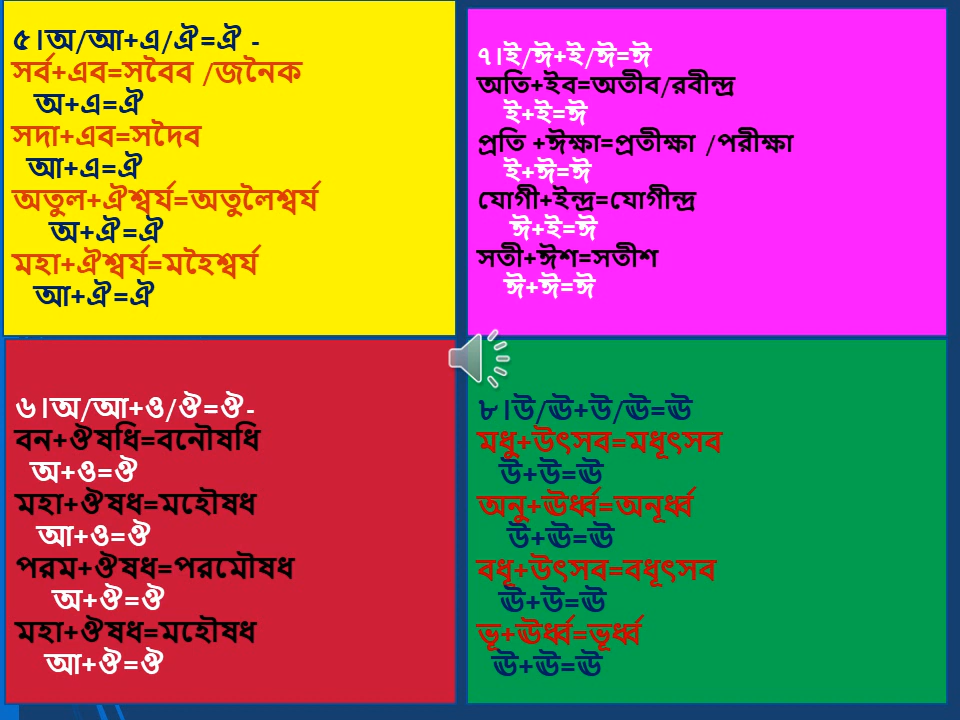 ৫।অ/আ+এ/ঐ=ঐ -
সর্ব+এব=সবৈব /জনৈক
অ+এ=ঐ
সদা+এব=সদৈব
আ+এ=ঐ
অতুল+ঐশ্বর্য=অতুলৈশ্বর্য
অ+ঐ=ঐ
মহা+ঐশ্বর্য=মহৈশ্বর্য
আ+ঐ=ঐ
৭।ই/ঈ+ই/ঈ=ঈ
অতি+ইব=অতীব/রবীন্দ্র
ই+ই=ঈ
প্রতি +ঈক্ষা=প্রতীক্ষা /পরীক্ষা
ই+ঈ=ঈ
যোগী+ইন্দ্র=যোগীন্দ্র
ঈ+ই=ঈ
সতী+ঈশ=সতীশ
ঈ+ঈ=ঈ
৬।অ/আ+ও/ঔ=ঔ-
বন+ঔষধি=বনৌষধি
অ+ও=ঔ
মহা+ঔষধ=মহৌষধ
আ+ও=ঔ
পরম+ঔষধ=পরমৌষধ
অ+ঔ=ঔ
মহা+ঔষধ=মহৌষধ
আ+ঔ=ঔ
৮।উ/ঊ+উ/ঊ=ঊ
মধু+উৎসব=মধূৎসব
উ+উ=ঊ
অনু+ঊর্ধ্ব=অনূর্ধ্ব
উ+ঊ=ঊ
বধূ+উৎসব=বধূৎসব
ঊ+উ=ঊ
ভূ+ঊর্ধ্ব=ভূর্ধ্ব
ঊ+ঊ=ঊ